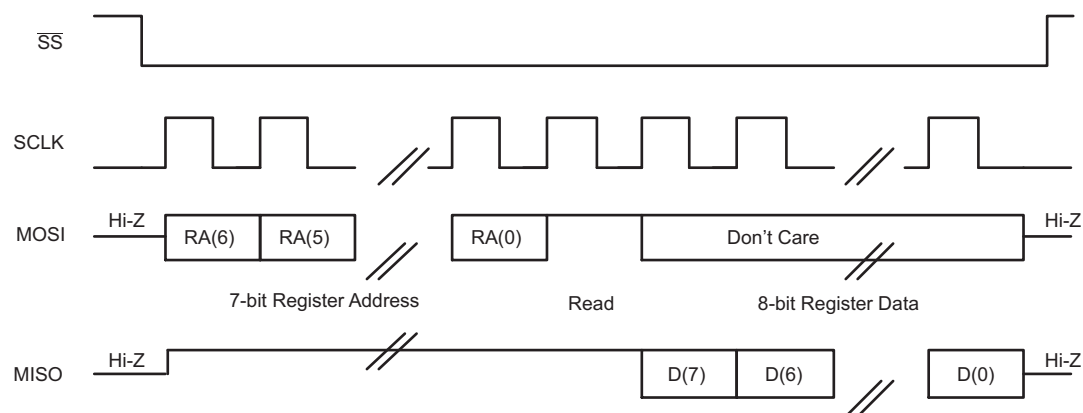 SS
SCLK
Hi-Z Hi-Z
MOSI RA(6) RA(5) RA(0) Don't Care
7-bit Register Address Read 8-bit Register Data
Hi-Z Hi-Z
MISO D(7) D(6) D(0)